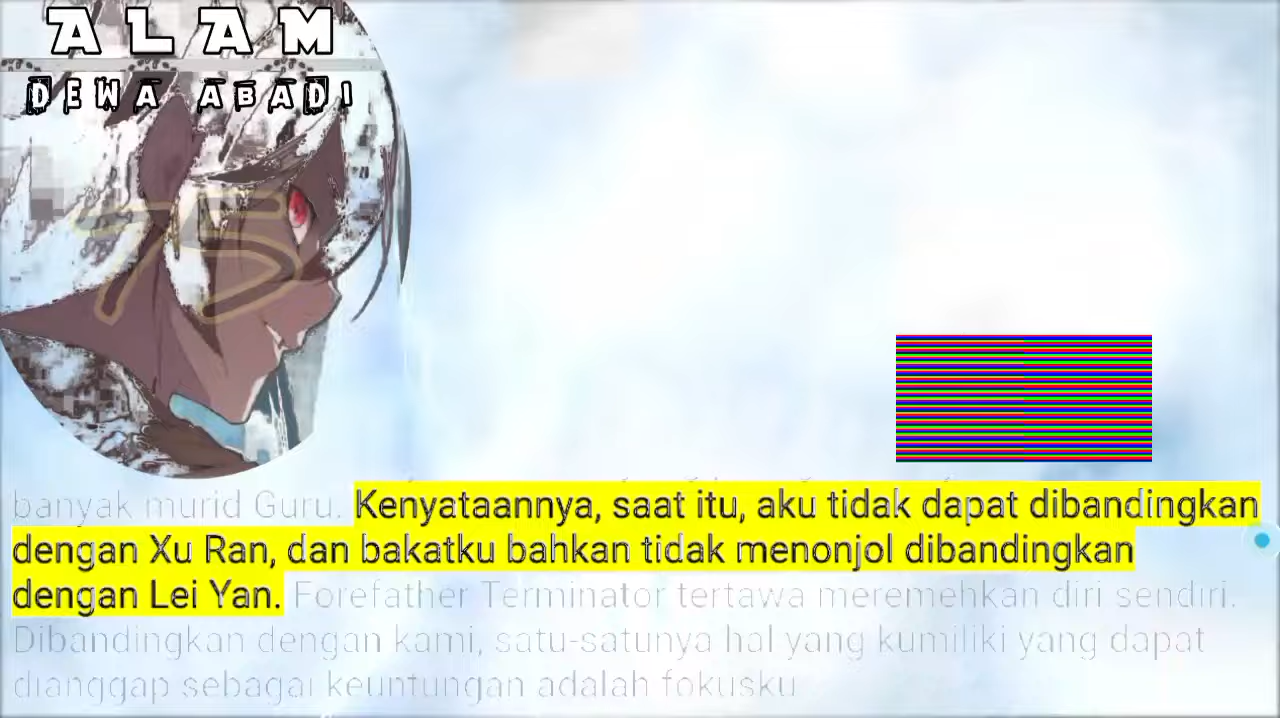 ALAM
DEWA ABADI
75
banyak murid Guru. Kenyataannya, saat itu, aku tidak dapat dibandingkan
dengan Xu Ran, dan bakatku bahkan tidak menonjol dibandingkan
dengan Lei Yan. Forefather Terminator tertawa meremehkan diri sendiri.
Dibandingkan dengan kami, satu-satunya hal yang kumiliki yang dapat
dianggap sebagai keuntungan adalah fokusku